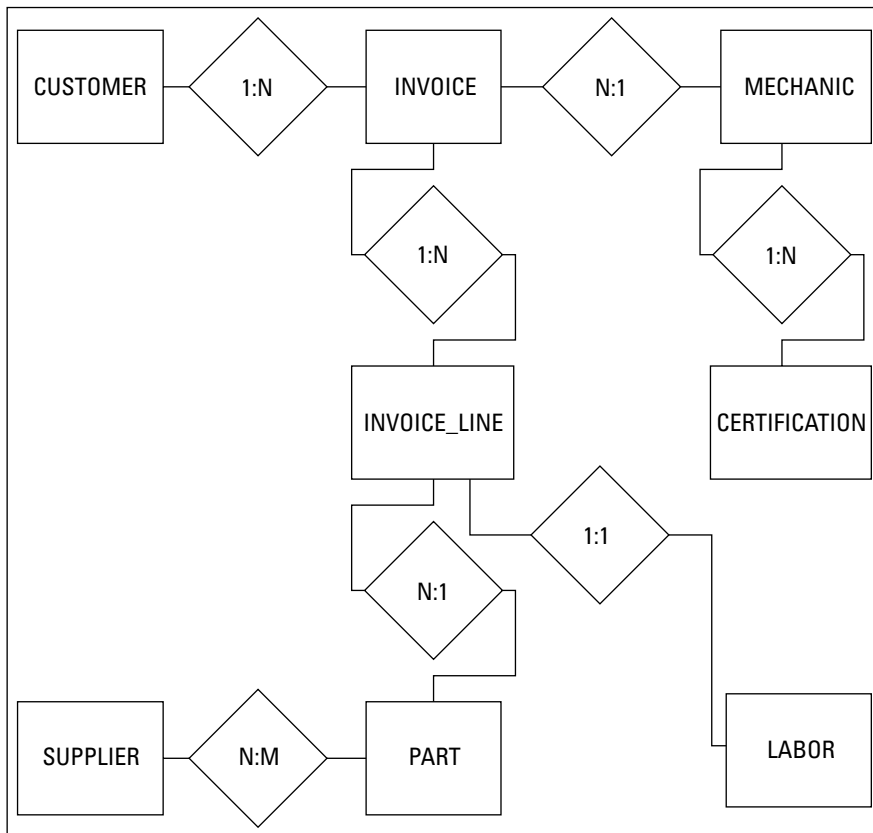 CUSTOMER
1:N
INVOICE
N:1
MECHANIC
1:N
1:N
INVOICE_LINE
CERTIFICATION
1:1
N:1
SUPPLIER
N:M
PART
LABOR